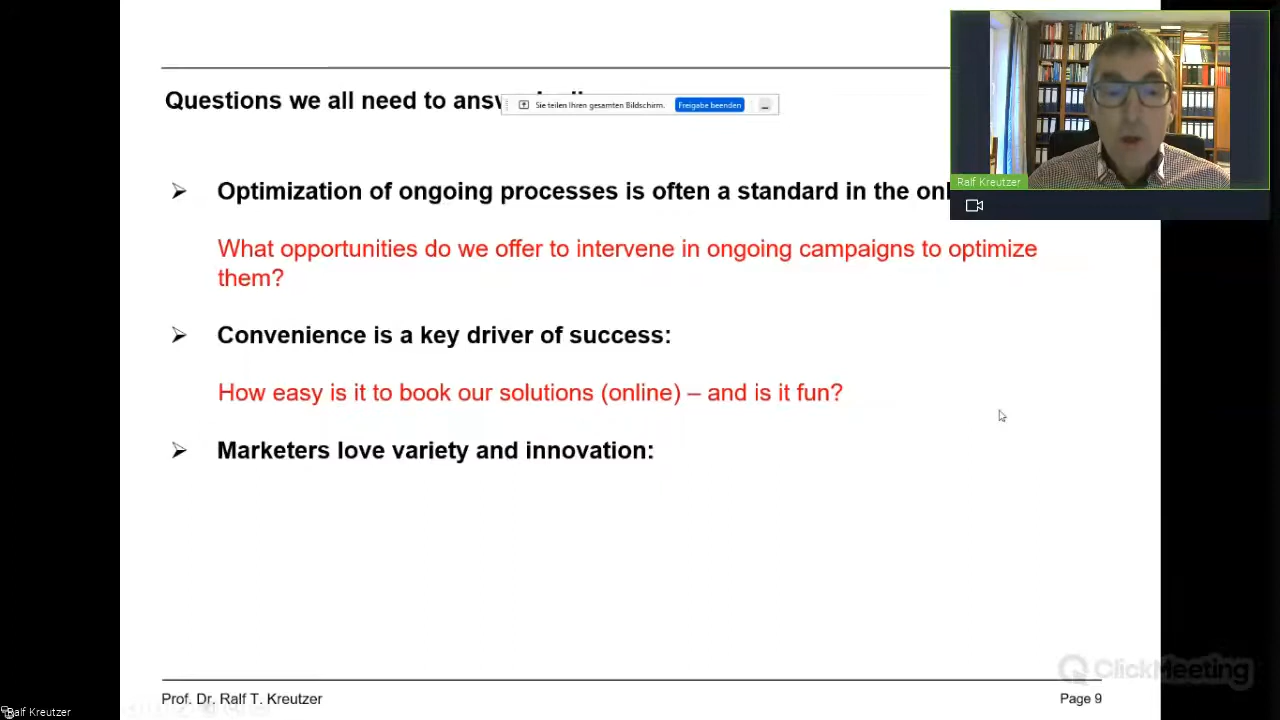 Questions we all need to answ
Sie teilen Ihren gesamten Bildschirm. Freigabe beenden
Ralf Kreutzer
➢ Optimization of ongoing processes is often a standard in the onl
What opportunities do we offer to intervene in ongoing campaigns to optimize
them?
➢ Convenience is a key driver of success:
How easy is it to book our solutions (online) – and is it fun?
➢ Marketers love variety and innovation:
ClickMeeting
Prof. Dr. Ralf T. Kreutzer
Page 9
Ralf Kreutzer